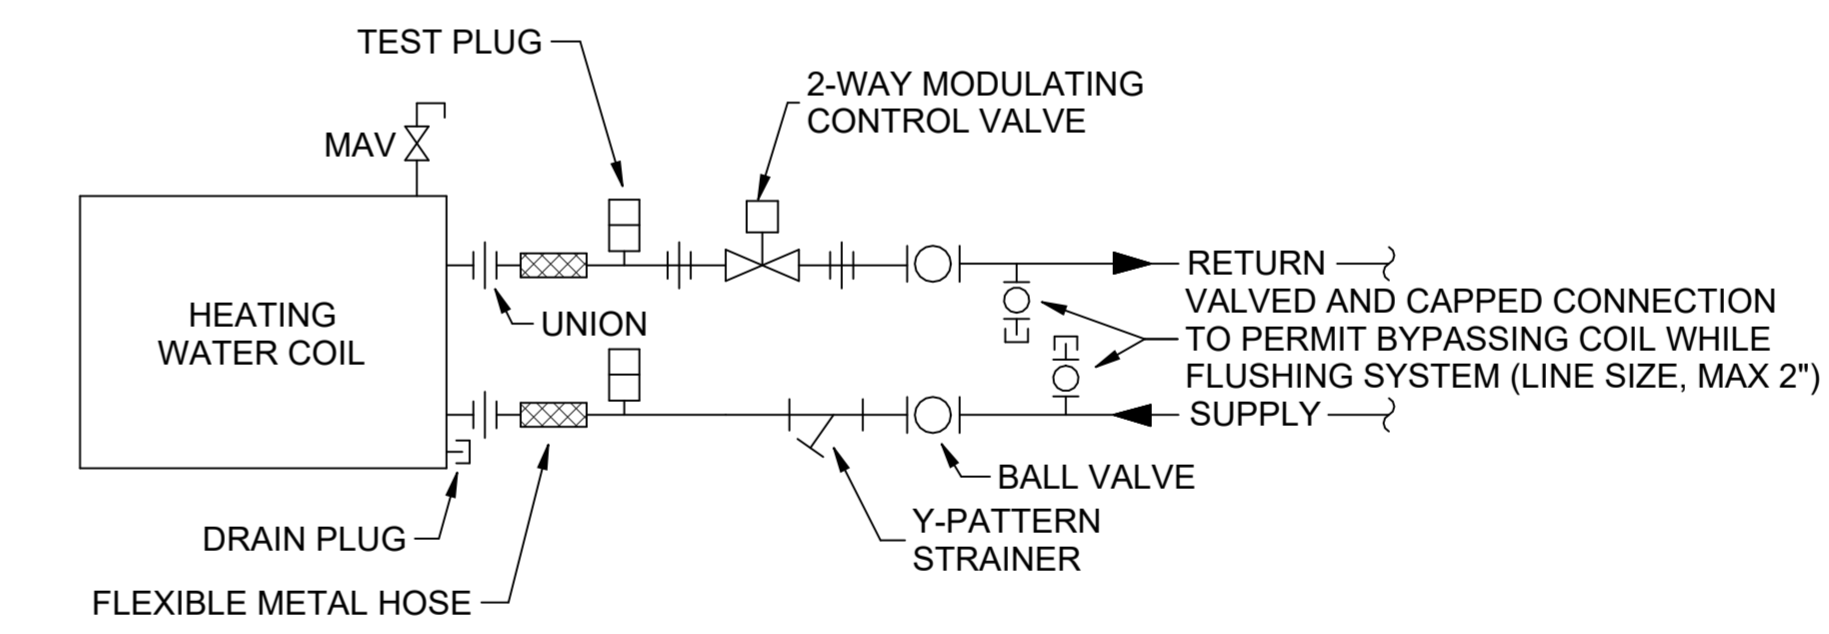 TEST PLUG
2-WAY MODULATING
CONTROL VALVE
MAV
HEATING
WATER COIL
UNION
RETURN
VALVED AND CAPPED CONNECTION
TO PERMIT BYPASSING COIL WHILE
FLUSHING SYSTEM (LINE SIZE, MAX 2")
SUPPLY
BALL VALVE
Y-PATTERN
STRAINER
DRAIN PLUG
FLEXIBLE METAL HOSE